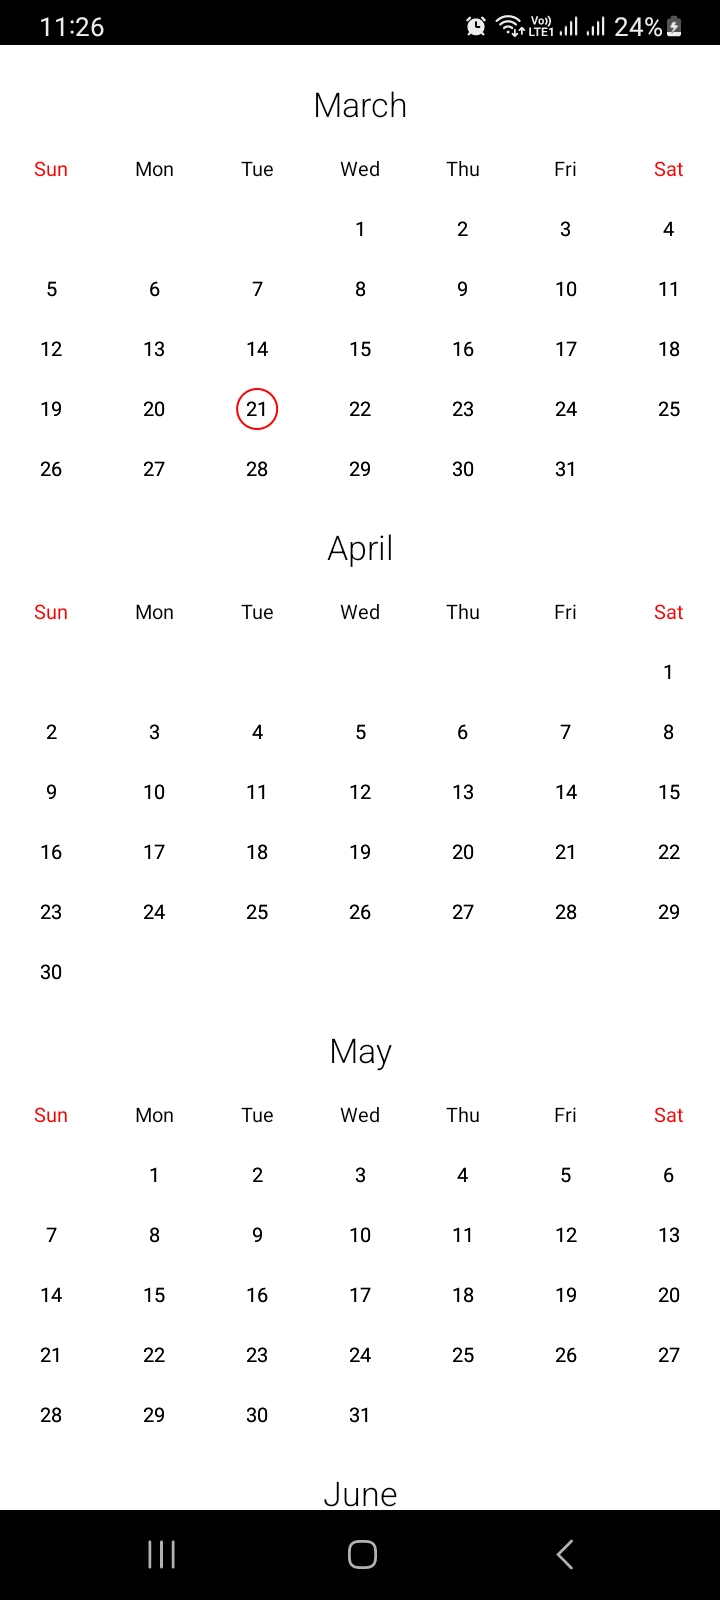 11:26 Vo)) LTE1 24%
March
Sun Mon Tue Wed Thu Fri Sat
1 2 3 4
5 6 7 8 9 10 11
12 13 14 15 16 17 18
19 20 21 22 23 24 25
26 27 28 29 30 31
April
Sun Mon Tue Wed Thu Fri Sat
1
2 3 4 5 6 7 8
9 10 11 12 13 14 15
16 17 18 19 20 21 22
23 24 25 26 27 28 29
30
May
Sun Mon Tue Wed Thu Fri Sat
1 2 3 4 5 6
7 8 9 10 11 12 13
14 15 16 17 18 19 20
21 22 23 24 25 26 27
28 29 30 31
June